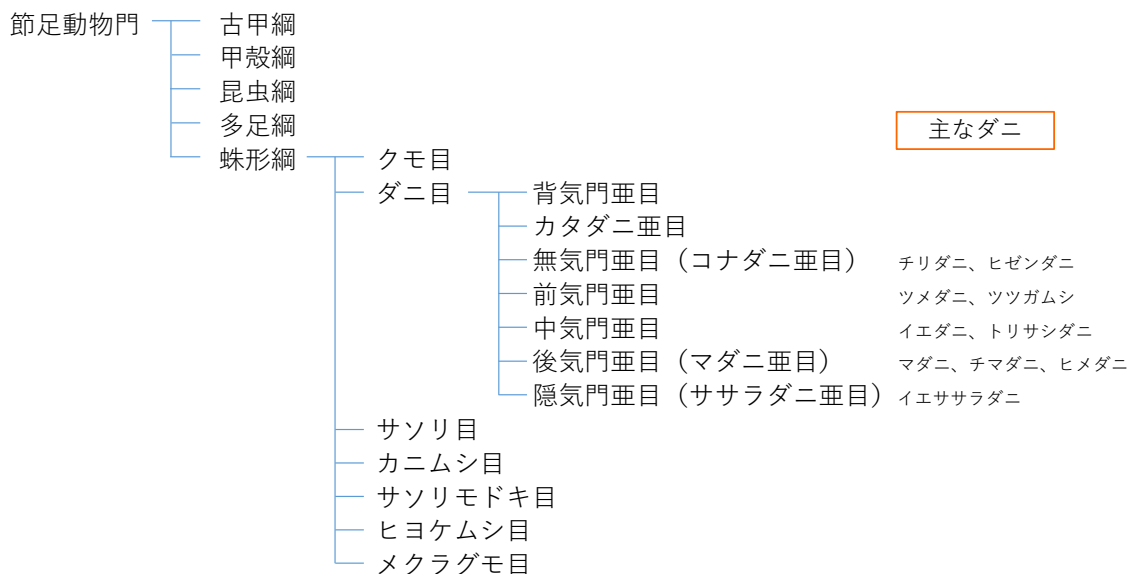 節足動物門 古甲綱
甲殻綱
昆虫綱
多足綱
主なダニ
蛛形綱 クモ目
ダニ目 背気門亜目
カタダニ亜目
無気門亜目（コナダニ亜目） チリダニ、ヒゼンダニ
前気門亜目 ツメダニ、ツツガムシ
中気門亜目 イエダニ、トリサシダニ
後気門亜目（マダニ亜目） マダニ、チマダニ、ヒメダニ
隠気門亜目（ササラダニ亜目） イエササラダニ
サソリ目
カニムシ目
サソリモドキ目
ヒヨケムシ目
メクラグモ目